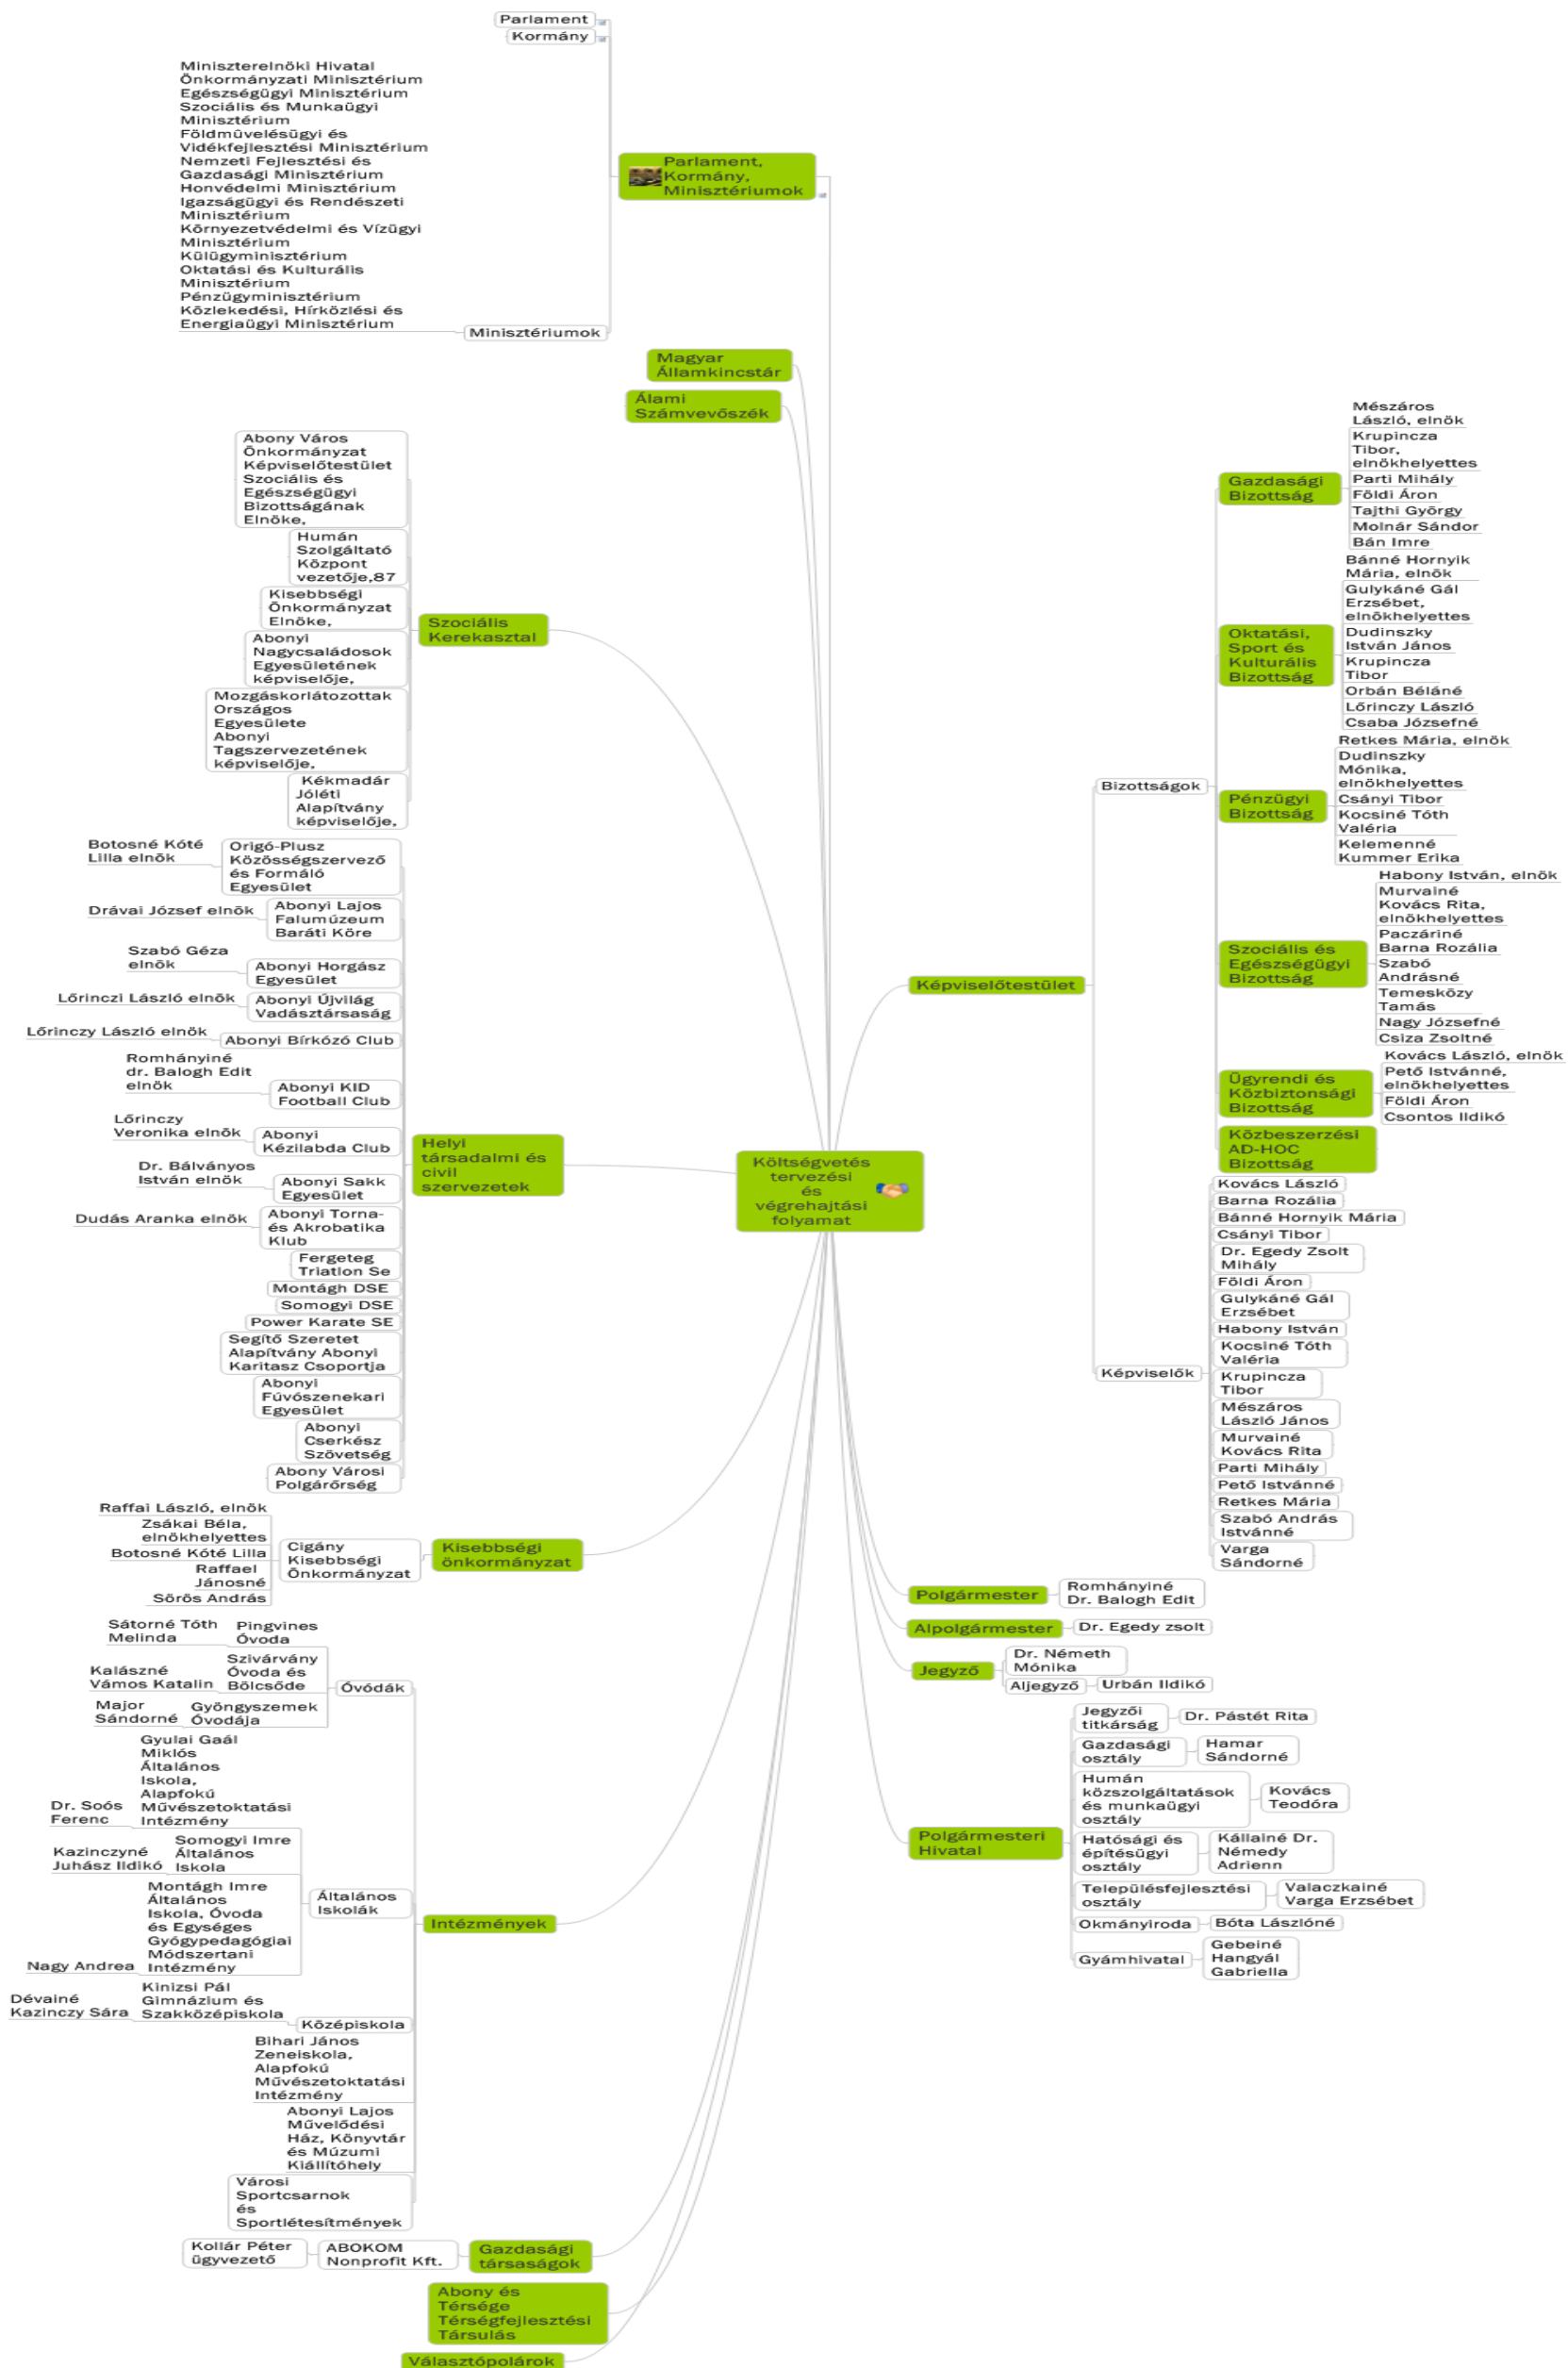 Parlament
Kormány
Miniszterelnöki Hivatal
Önkormányzati Minisztérium
Egészségügyi Minisztérium
Szociális és Munkaügyi
Minisztérium
Földművelésügyi és
Vidékfejlesztési Minisztérium
Nemzeti Fejlesztési és
Gazdasági Minisztérium
Honvédelmi Minisztérium
Igazságügyi és Rendészeti
Minisztérium
Környezetvédelmi és Vízügyi
Minisztérium
Külügyminisztérium
Oktatási és Kulturális
Minisztérium
Pénzügyminisztérium
Közlekedési, Hírközlési és
Energiaügyi Minisztérium
Minisztériumok
Parlament,
Kormány,
Minisztériumok
Magyar
Államkincstár
Álami
Számvevőszék
Abony Város
Önkormányzat
Képviselőtestület
Szociális és
Egészségügyi
Bizottságának
Elnöke,
Humán
Szolgáltató
Központ
vezetője,87
Kisebbségi
Önkormányzat
Elnöke,
Abonyi
Nagycsaládosok
Egyesületének
képviselője,
Mozgáskorlátozottak
Országos
Egyesülete
Abonyi
Tagszervezetének
képviselője,
Kékmadár
Jóléti
Alapítvány
képviselője,
Szociális
Kerekasztal
Botosné Kóté
Lilla elnök
Origó-Plusz
Közösségszervező
és Formáló
Egyesület
Drávai József elnök
Abonyi Lajos
Falumúzeum
Baráti Köre
Szabó Géza
elnök
Abonyi Horgász
Egyesület
Lőrinczi László elnök
Abonyi Újvilág
Vadásztársaság
Lőrinczy László elnök
Abonyi Bírkózó Club
Romhányiné
dr. Balogh Edit
elnök
Abonyi KID
Football Club
Lőrinczy
Veronika elnök
Abonyi
Kézilabda Club
Dr. Bálványos
István elnök
Abonyi Sakk
Egyesület
Dudás Aranka elnök
Abonyi Torna-
és Akrobatika
Klub
Fergeteg
Triatlon Se
Montágh DSE
Somogyi DSE
Power Karate SE
Segítő Szeretet
Alapítvány Abonyi
Karitasz Csoportja
Abonyi
Fúvószenekari
Egyesület
Abonyi
Cserkész
Szövetség
Abony Városi
Polgárőrség
Helyi
társadalmi és
civil
szervezetek
Raffai László, elnök
Zsákai Béla,
elnökhelyettes
Botosné Kóté Lilla
Raffael
Jánosné
Sörös András
Cigány
Kisebbségi
Önkormányzat
Kisebbségi
önkormányzat
Sátorné Tóth
Melinda
Pingvines
Óvoda
Kalászné
Vámos Katalin
Szivárvány
Óvoda és
Bölcsőde
Major
Sándorné
Gyöngyszemek
Óvodája
Óvódák
Dr. Soós
Ferenc
Gyulai Gaál
Miklós
Általános
Iskola,
Alapfokú
Művészetoktatási
Intézmény
Kazinczyné
Juhász Ildikó
Somogyi Imre
Általános
Iskola
Nagy Andrea
Montágh Imre
Általános
Iskola, Óvoda
és Egységes
Gyógypedagógiai
Módszertani
Intézmény
Általános
Iskolák
Dévainé
Kazinczy Sára
Kinizsi Pál
Gimnázium és
Szakközépiskola
Középiskola
Bihari János
Zeneiskola,
Alapfokú
Művészetoktatási
Intézmény
Abonyi Lajos
Művelődési
Ház, Könyvtár
és Múzumi
Kiállítóhely
Városi
Sportcsarnok
és
Sportlétesítmények
Intézmények
Kollár Péter
ügyvezető
ABOKOM
Nonprofit Kft.
Gazdasági
társaságok
Abony és
Térsége
Térségfejlesztési
Társulás
Választópolárok
Költségvetés
tervezési
és
végrehajtási
folyamat
Képviselőtestület
Bizottságok
Gazdasági
Bizottság
Mészáros
László, elnök
Krupincza
Tibor,
elnökhelyettes
Parti Mihály
Földi Áron
Tajthi György
Molnár Sándor
Bán Imre
Oktatási,
Sport és
Kulturális
Bizottság
Bánné Hornyik
Mária, elnök
Gulykáné Gál
Erzsébet,
elnökhelyettes
Dudinszky
István János
Krupincza
Tibor
Orbán Béláné
Lőrinczy László
Csaba Józsefné
Pénzügyi
Bizottság
Retkes Mária, elnök
Dudinszky
Mónika,
elnökhelyettes
Csányi Tibor
Kocsiné Tóth
Valéria
Kelemenné
Kummer Erika
Szociális és
Egészségügyi
Bizottság
Habony István, elnök
Murvainé
Kovács Rita,
elnökhelyettes
Paczáriné
Barna Rozália
Szabó
Andrásné
Temesközy
Tamás
Nagy Józsefné
Csiza Zsoltné
Ügyrendi és
Közbiztonsági
Bizottság
Kovács László, elnök
Pető Istvánné,
elnökhelyettes
Földi Áron
Csontos Ildikó
Közbeszerzési
AD-HOC
Bizottság
Képviselők
Kovács László
Barna Rozália
Bánné Hornyik Mária
Csányi Tibor
Dr. Egedy Zsolt
Mihály
Földi Áron
Gulykáné Gál
Erzsébet
Habony István
Kocsiné Tóth
Valéria
Krupincza
Tibor
Mészáros
László János
Murvainé
Kovács Rita
Parti Mihály
Pető Istvánné
Retkes Mária
Szabó András
Istvánné
Varga
Sándorné
Polgármester
Romhányiné
Dr. Balogh Edit
Alpolgármester
Dr. Egedy zsolt
Jegyző
Dr. Németh
Mónika
Aljegyző
Urbán Ildikó
Polgármesteri
Hivatal
Jegyzői
titkárság
Dr. Pástét Rita
Gazdasági
osztály
Hamar
Sándorné
Humán
közszolgáltatások
és munkaügyi
osztály
Kovács
Teodóra
Hatósági és
építésügyi
osztály
Kállainé Dr.
Némedy
Adrienn
Településfejlesztési
osztály
Valaczkainé
Varga Erzsébet
Okmányiroda
Bóta Lászlóné
Gyámhivatal
Gebeiné
Hangyál
Gabriella